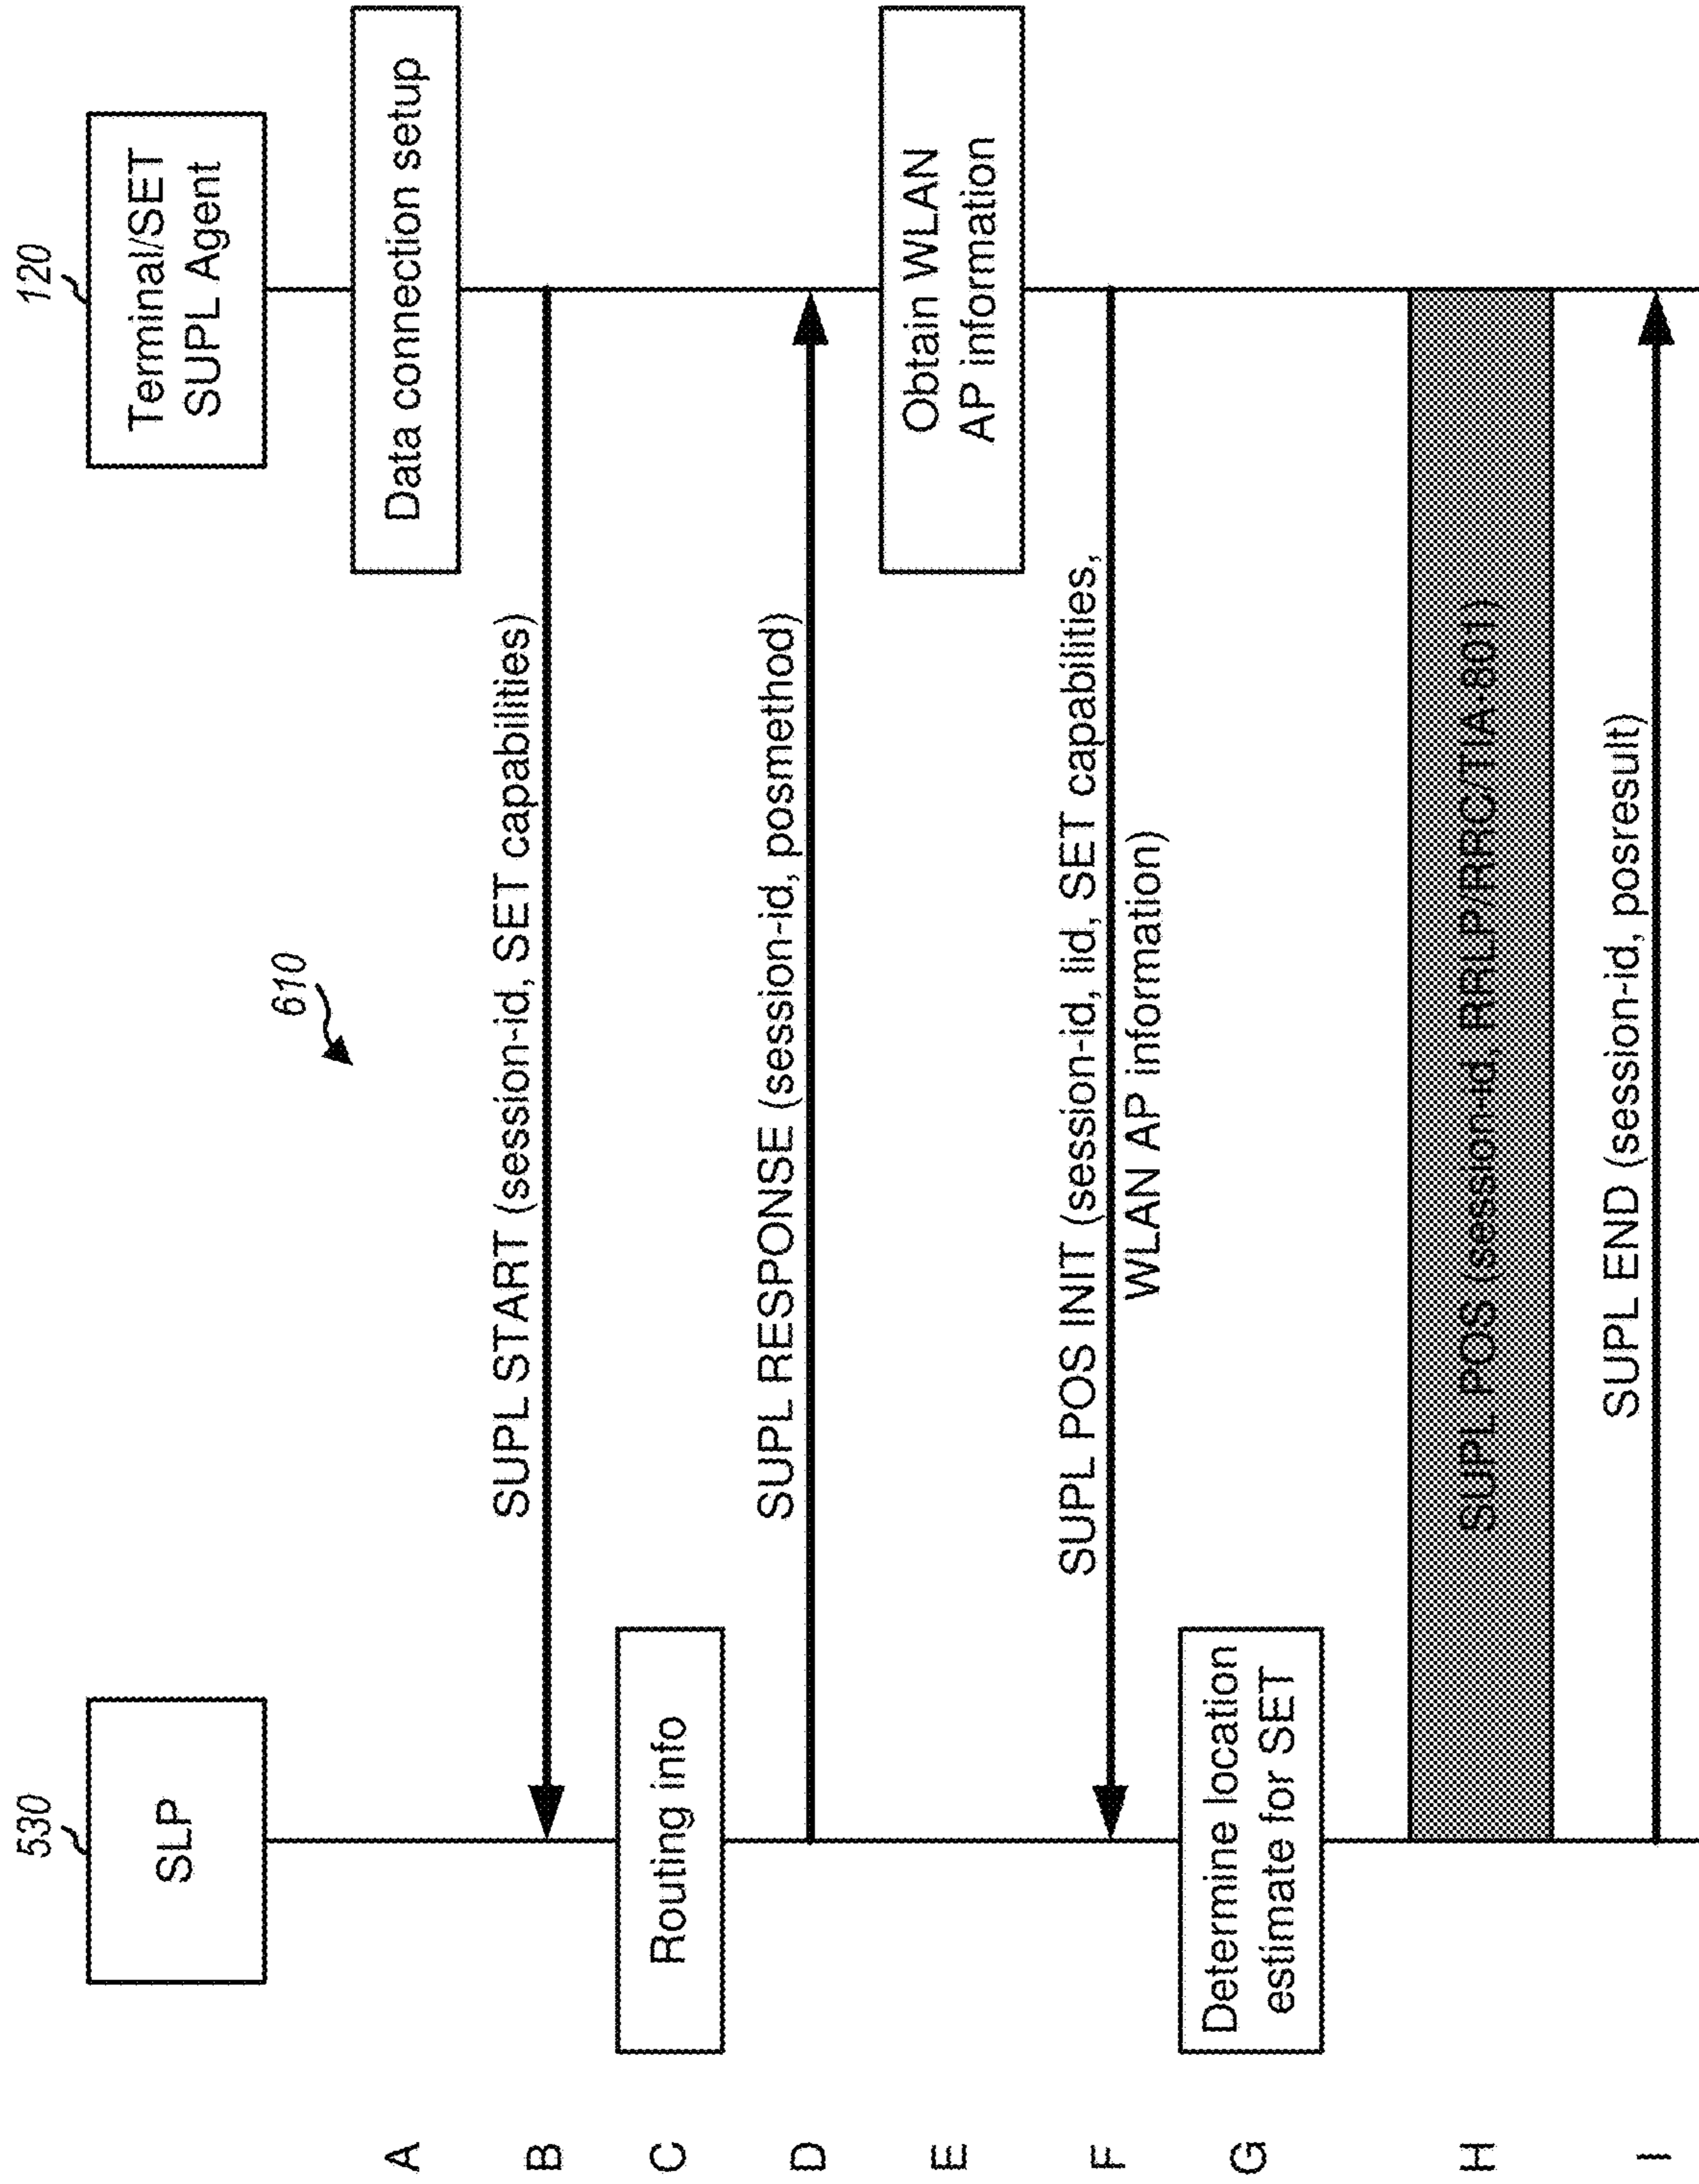 610
530
120
SLP
Terminal/SET
SUPL Agent
A
Data connection setup
B
SUPL START (session-id, SET capabilities)
C
Routing info
D
SUPL RESPONSE (session-id, posmethod)
E
Obtain WLAN
AP information
F
SUPL POS INIT (session-id, lid, SET capabilities,
WLAN AP information)
G
Determine location
estimate for SET
H
SUPL POS (session-id, RRLP/RRC/TIA-801))
I
SUPL END (session-id, posresult)